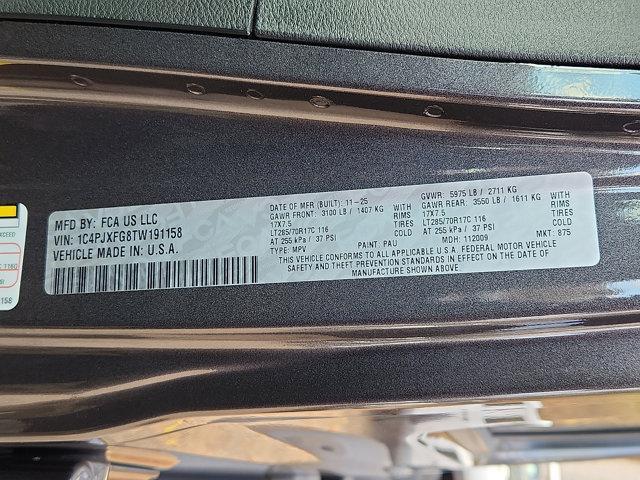 MFD BY: FCA US LLC
VIN: 1C4PJXFG8TW191158
VEHICLE MADE IN: U.S.A.
DATE OF MFR (BUILT): 11-25 GVWR: 5975 LB / 2711 KG
GAWR FRONT: 3100 LB / 1407 KG WITH GAWR REAR: 3550 LB / 1611 KG WITH
17X7.5 RIMS 17X7.5 RIMS
LT285/70R17C 116 TIRES LT285/70R17C 116 TIRES
AT 255 kPa / 37 PSI COLD AT 255 kPa / 37 PSI COLD
TYPE: MPV PAINT: PAU MDH: 112009 MKT: 875
THIS VEHICLE CONFORMS TO ALL APPLICABLE U.S.A. FEDERAL MOTOR VEHICLE
SAFETY AND THEFT PREVENTION STANDARDS IN EFFECT ON THE DATE OF
MANUFACTURE SHOWN ABOVE.
XCEED
1160
SI
1158